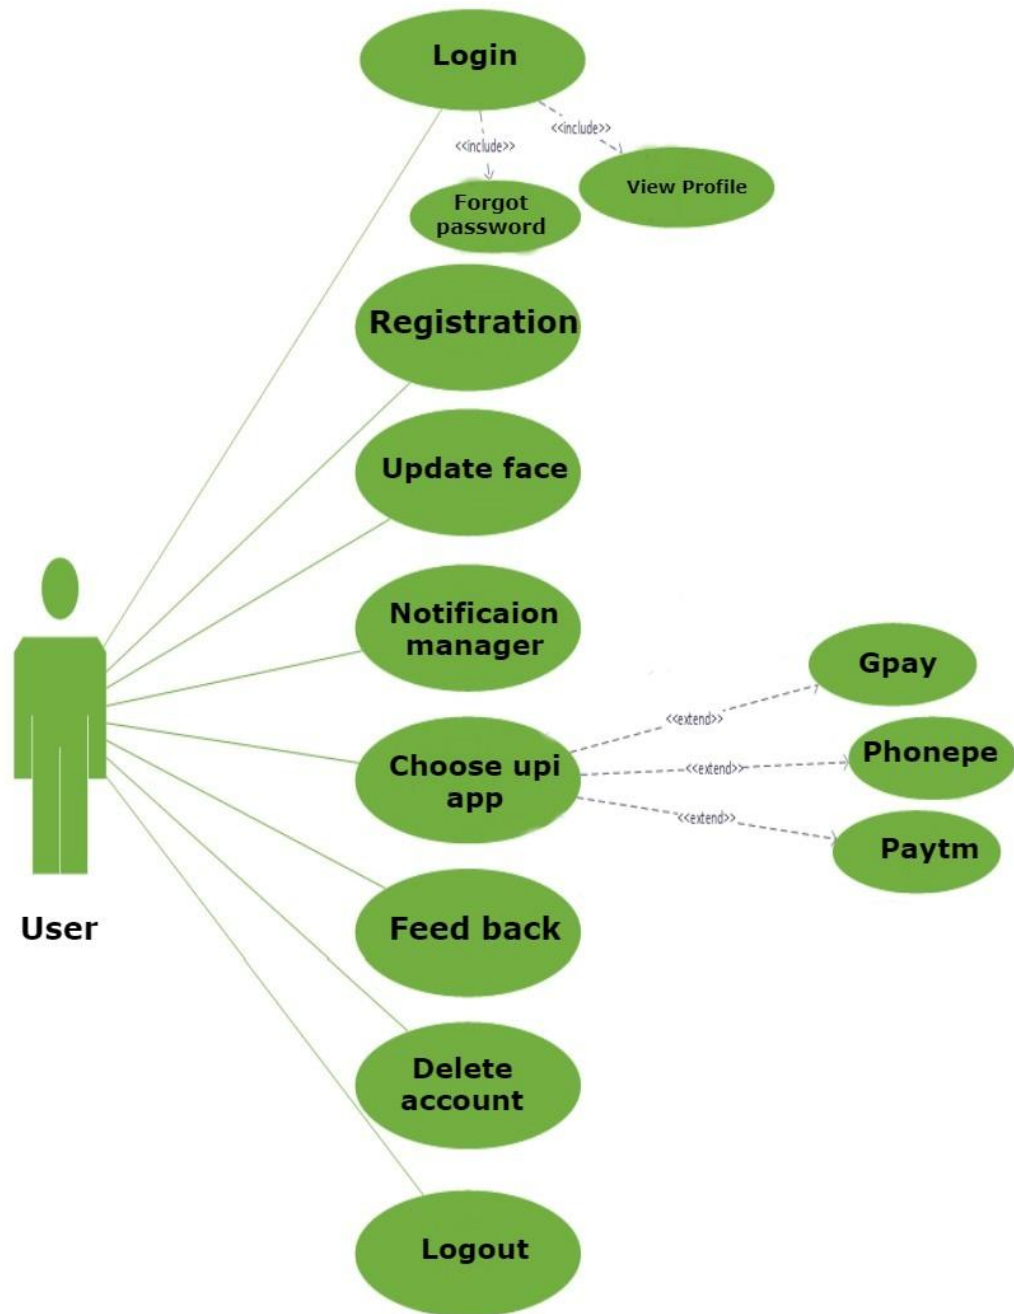 Login
<<include>>
<<include>>
View Profile
Forgot
password
Registration
Update face
Notificaion
manager
Gpay
<<extend>>
Choose upi
app
<<extend>>
Phonepe
<<extend>>
Paytm
User
Feed back
Delete
account
Logout